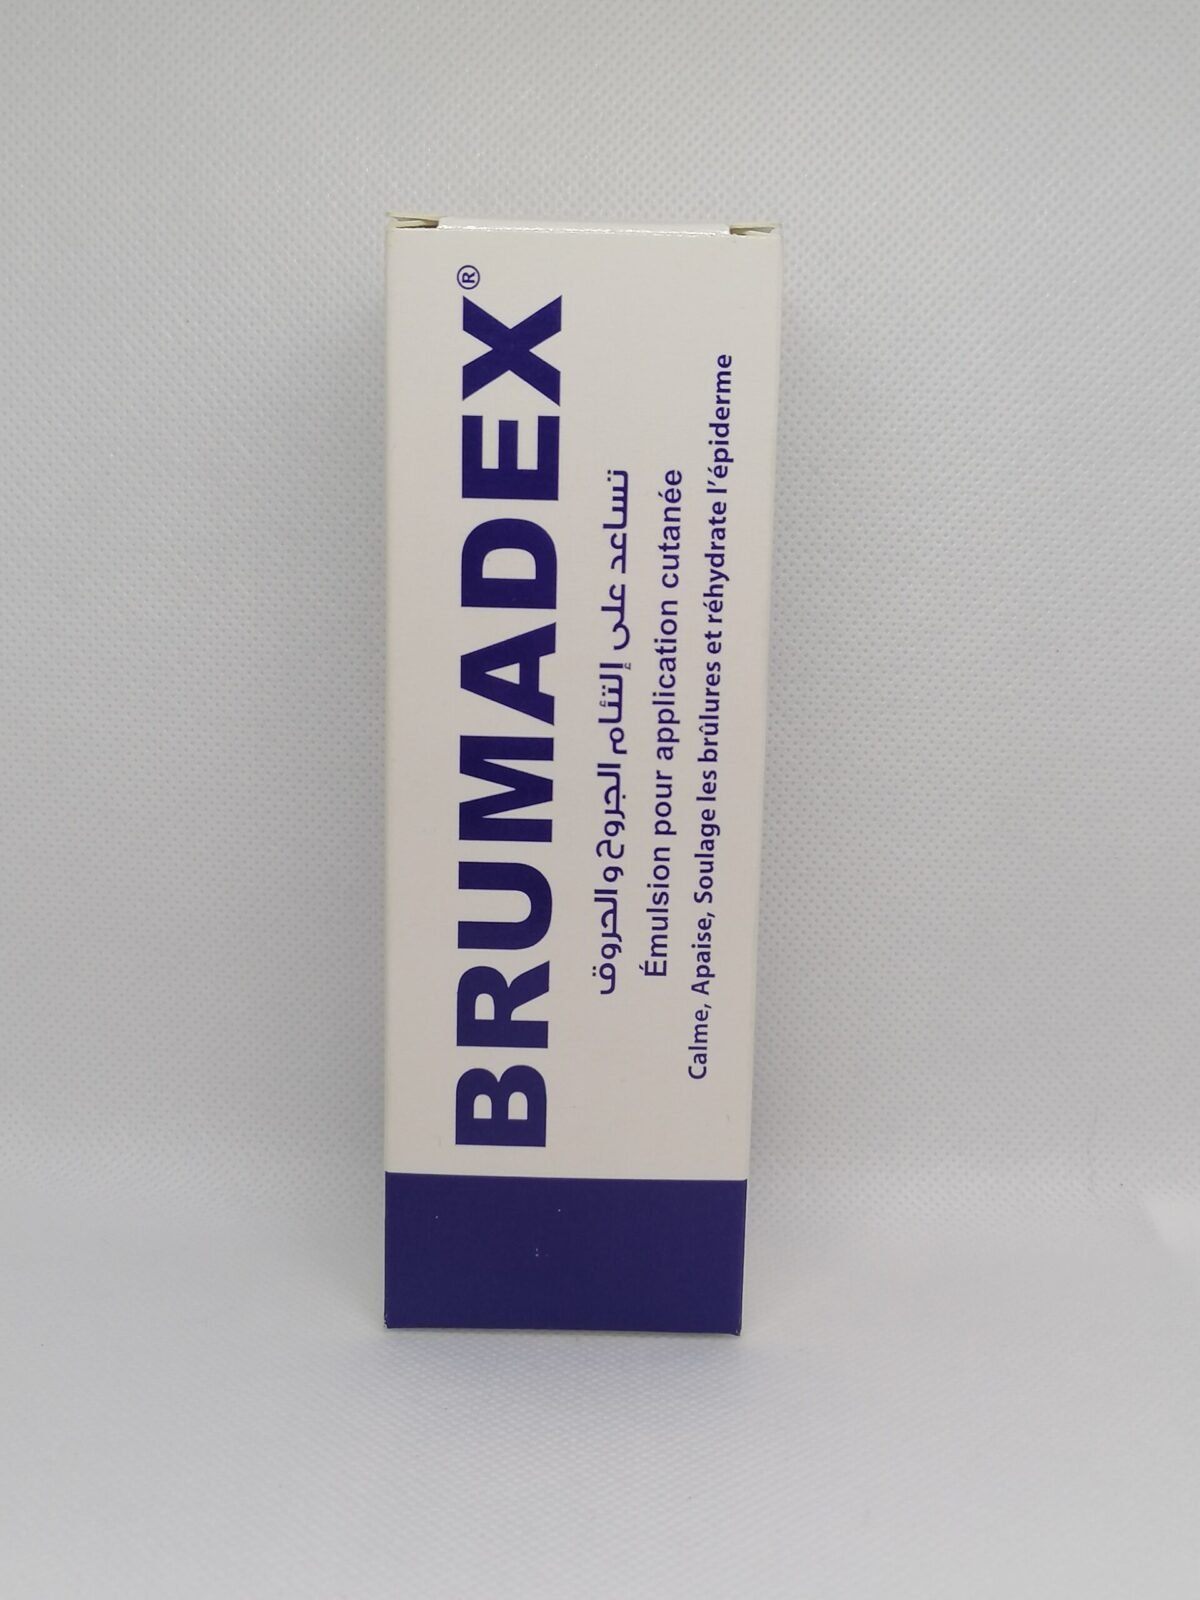 BRUMADEX®
تساعد على إلتئام الجروح و الحروق
Émulsion pour application cutanée
Calme, Apaise, Soulage les brûlures et réhydrate l'épiderme